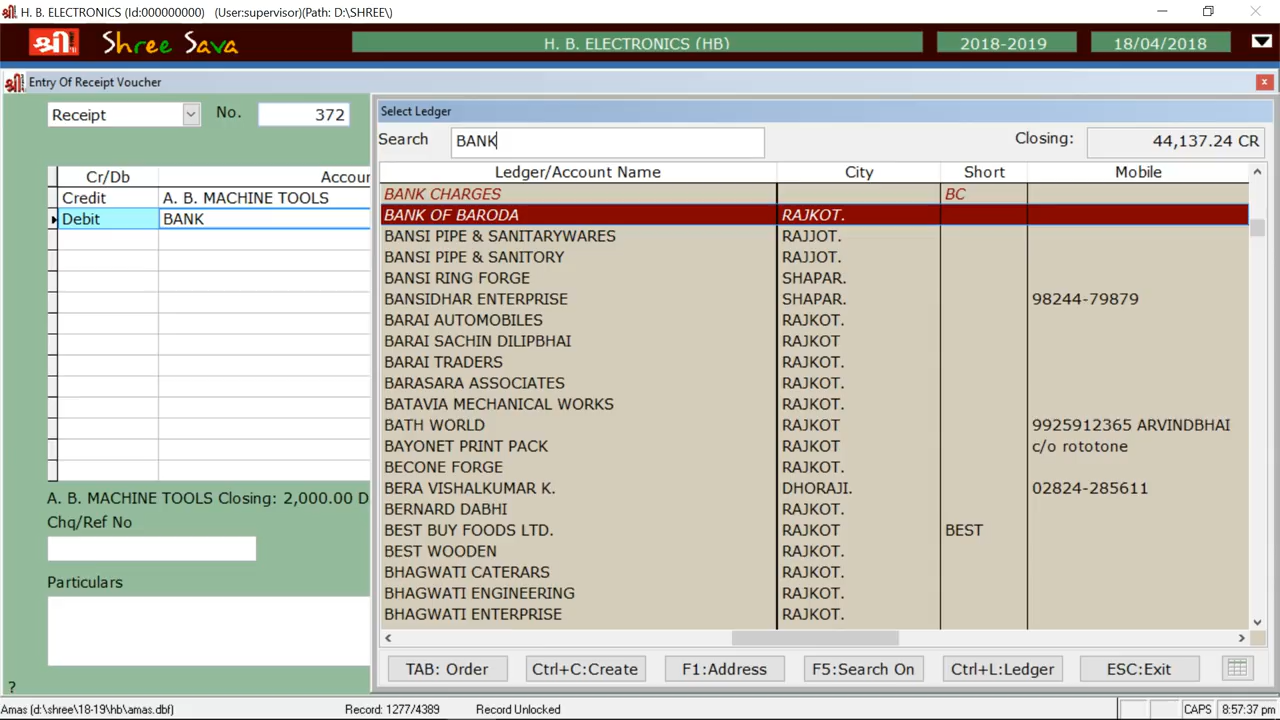 श्री H. B. ELECTRONICS (Id:000000000) (User:supervisor)(Path: D:\SHREE\)
श्री Shree Sava H. B. ELECTRONICS (HB) 2018-2019 18/04/2018
श्री Entry Of Receipt Voucher
Receipt No. 372
Cr/Db Accou
Credit A. B. MACHINE TOOLS
Debit BANK
A. B. MACHINE TOOLS Closing: 2,000.00 D
Chq/Ref No
Particulars
?
Select Ledger
Search BANK Closing: 44,137.24 CR
Ledger/Account Name City Short Mobile
BANK CHARGES BC
BANK OF BARODA RAJKOT.
BANSI PIPE & SANITARYWARES RAJJOT.
BANSI PIPE & SANITORY RAJJOT.
BANSI RING FORGE SHAPAR.
BANSIDHAR ENTERPRISE SHAPAR. 98244-79879
BARAI AUTOMOBILES RAJKOT.
BARAI SACHIN DILIPBHAI RAJKOT
BARAI TRADERS RAJKOT.
BARASARA ASSOCIATES RAJKOT.
BATAVIA MECHANICAL WORKS RAJKOT.
BATH WORLD RAJKOT 9925912365 ARVINDBHAI
BAYONET PRINT PACK RAJKOT c/o rototone
BECONE FORGE RAJKOT.
BERA VISHALKUMAR K. DHORAJI. 02824-285611
BERNARD DABHI RAJKOT.
BEST BUY FOODS LTD. RAJKOT BEST
BEST WOODEN RAJKOT.
BHAGWATI CATERARS RAJKOT.
BHAGWATI ENGINEERING RAJKOT.
BHAGWATI ENTERPRISE RAJKOT.
TAB: Order Ctrl+C:Create F1:Address F5:Search On Ctrl+L:Ledger ESC:Exit
Amas (d:\shree\18-19\hb\amas.dbf) Record: 1277/4389 Record Unlocked CAPS 8:57:37 pm